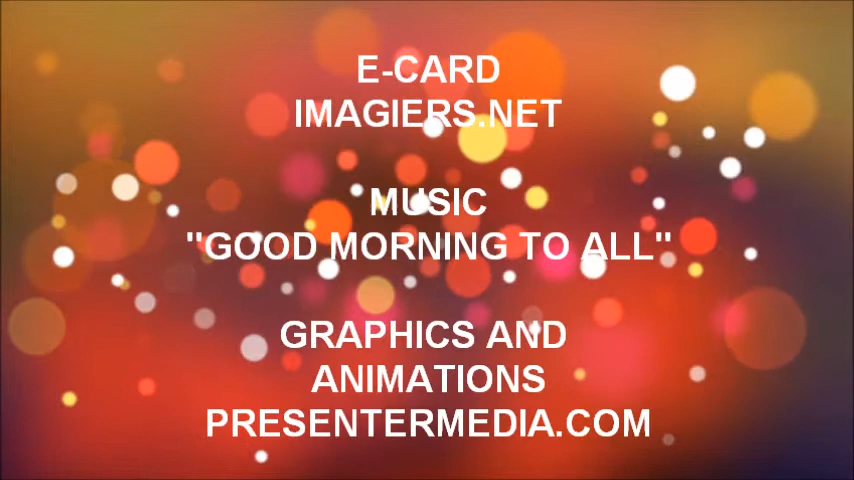 E-CARD
IMAGIERS.NET
MUSIC
"GOOD MORNING TO ALL"
GRAPHICS AND
ANIMATIONS
PRESENTERMEDIA.COM